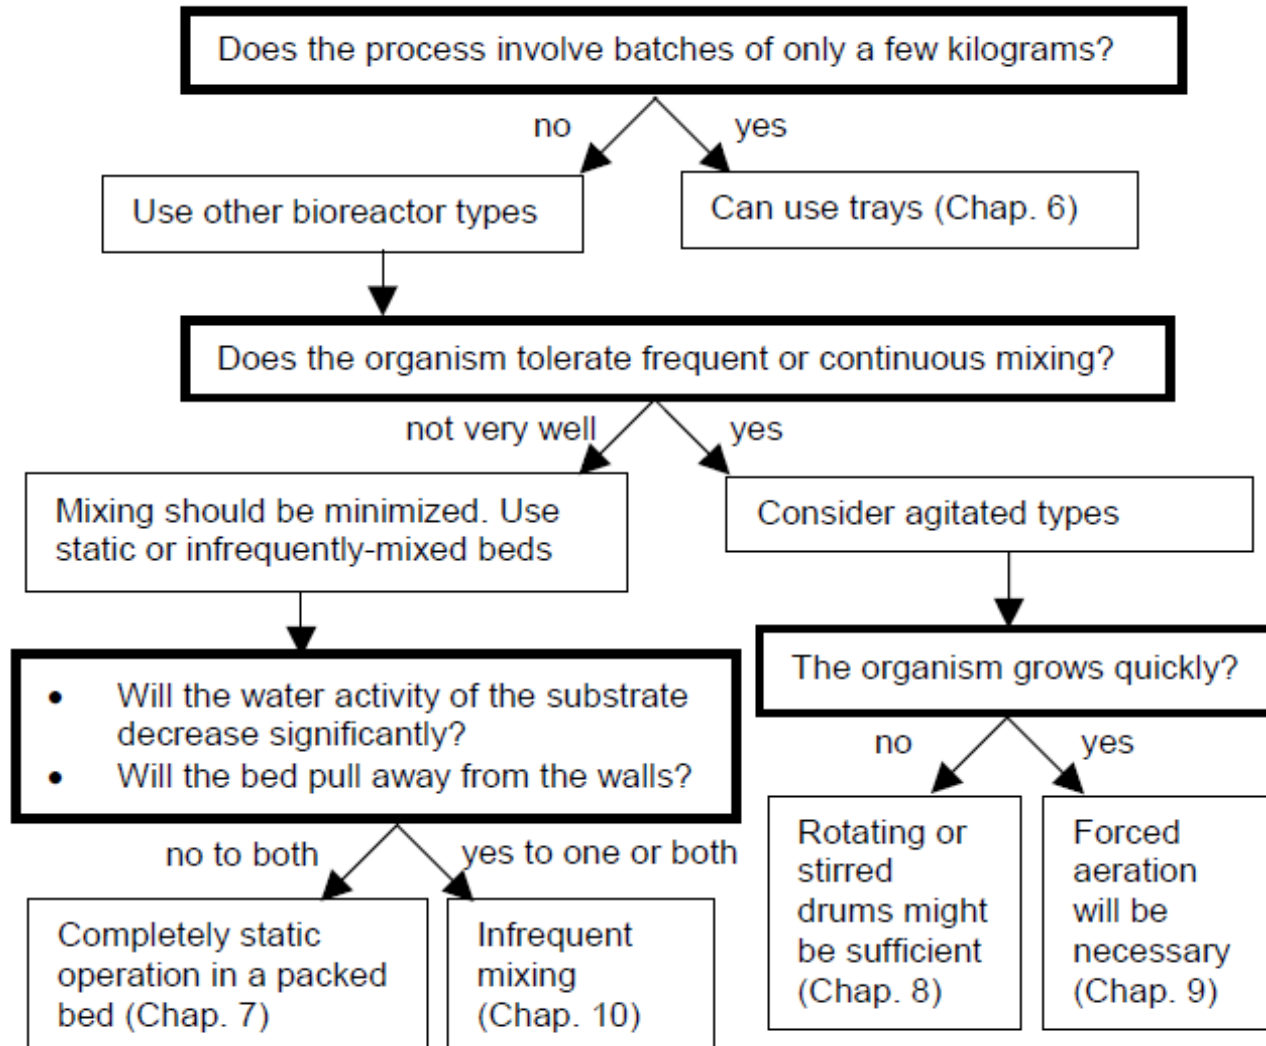 Does the process involve batches of only a few kilograms?
no
yes
Use other bioreactor types
Can use trays (Chap. 6)
Does the organism tolerate frequent or continuous mixing?
not very well
yes
Mixing should be minimized. Use
static or infrequently-mixed beds
Consider agitated types
• Will the water activity of the substrate
decrease significantly?
• Will the bed pull away from the walls?
The organism grows quickly?
no to both
yes to one or both
no
yes
Completely static
operation in a packed
bed (Chap. 7)
Infrequent
mixing
(Chap. 10)
Rotating or
stirred
drums might
be sufficient
(Chap. 8)
Forced
aeration
will be
necessary
(Chap. 9)